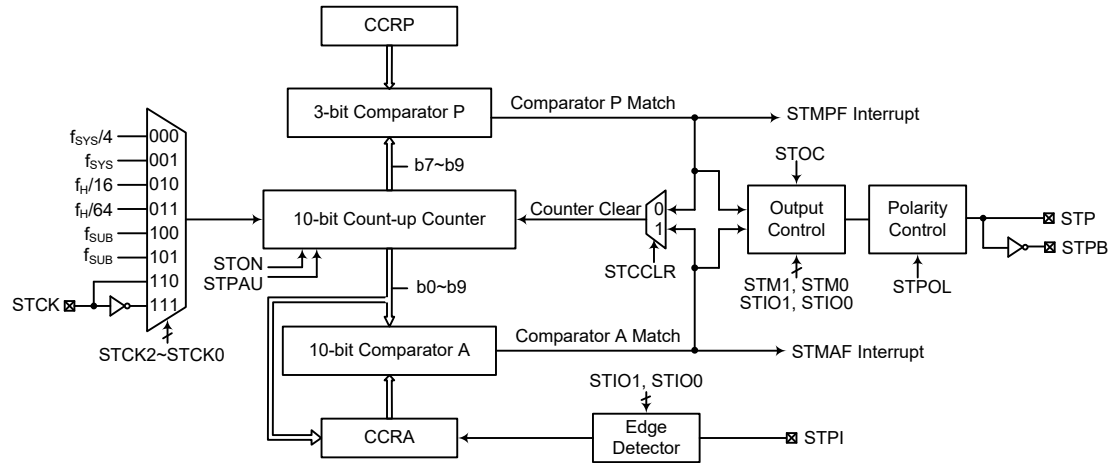 CCRP
3-bit Comparator P
Comparator P Match
STMPF Interrupt
fSYS/4
000
fSYS
001
fH/16
010
fH/64
011
fSUB
100
fSUB
101
110
111
STCK
STCK2~STCK0
b7~b9
10-bit Count-up Counter
Counter Clear
0
1
STCCLR
STON
STPAU
STOC
Output
Control
STM1, STM0
STIO1, STIO0
Polarity
Control
STPOL
STP
STPB
b0~b9
10-bit Comparator A
Comparator A Match
STMAF Interrupt
STIO1, STIO0
CCRA
Edge
Detector
STPI